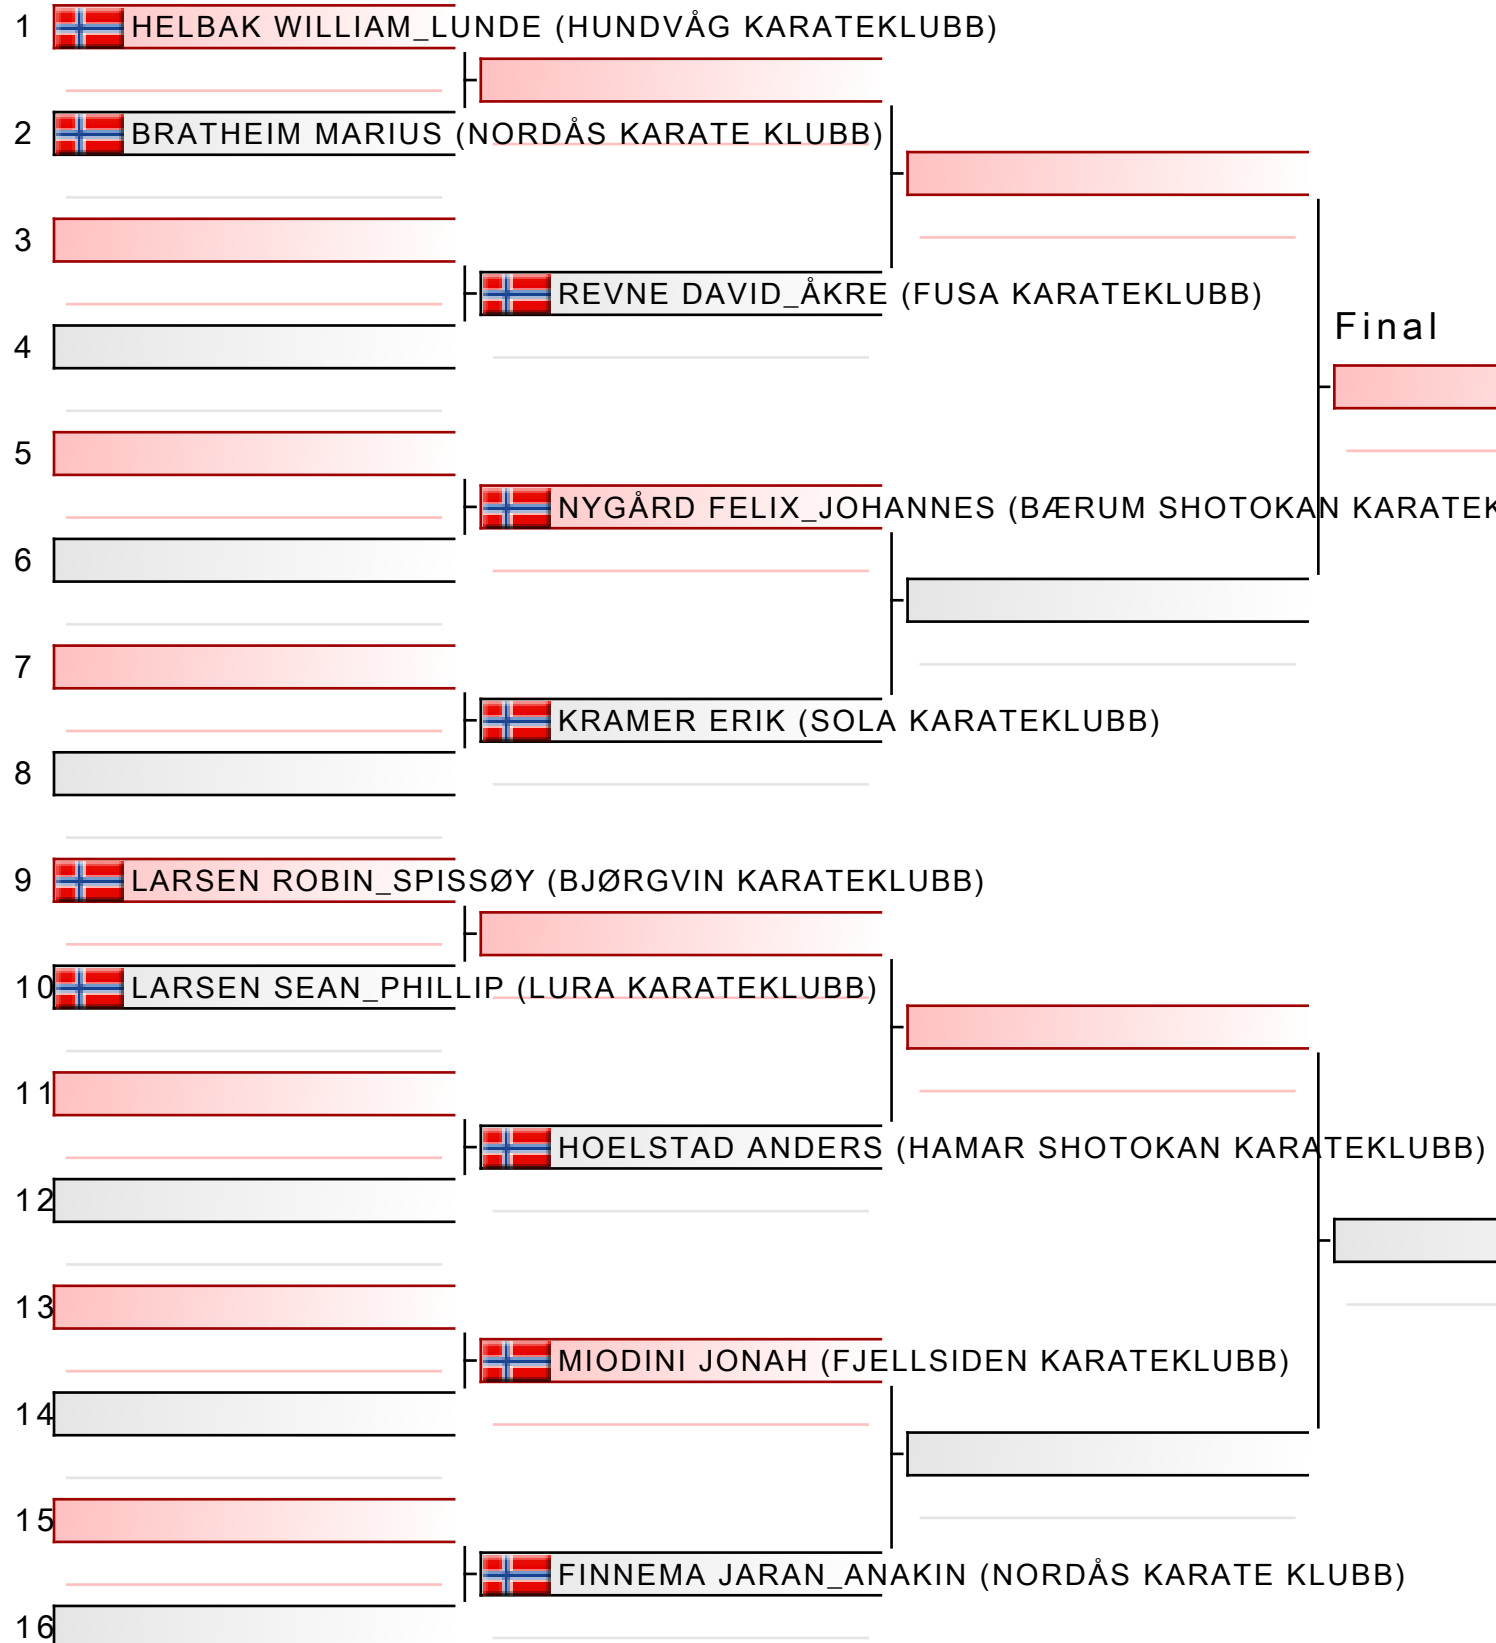 1 HELBAK WILLIAM_LUNDE (HUNDVÅG KARATEKLUBB)
2 BRATHEIM MARIUS (NORDÅS KARATE KLUBB)
3
REVNE DAVID_ÅKRE (FUSA KARATEKLUBB)
Final
4
5
NYGÅRD FELIX_JOHANNES (BÆRUM SHOTOKAN KARATEK
6
7
KRAMER ERIK (SOLA KARATEKLUBB)
8
9 LARSEN ROBIN_SPISSØY (BJØRGVIN KARATEKLUBB)
10 LARSEN SEAN_PHILLIP (LURA KARATEKLUBB)
11
HOELSTAD ANDERS (HAMAR SHOTOKAN KARATEKLUBB)
12
13
MIODINI JONAH (FJELLSIDEN KARATEKLUBB)
14
15
FINNEMA JARAN_ANAKIN (NORDÅS KARATE KLUBB)
16